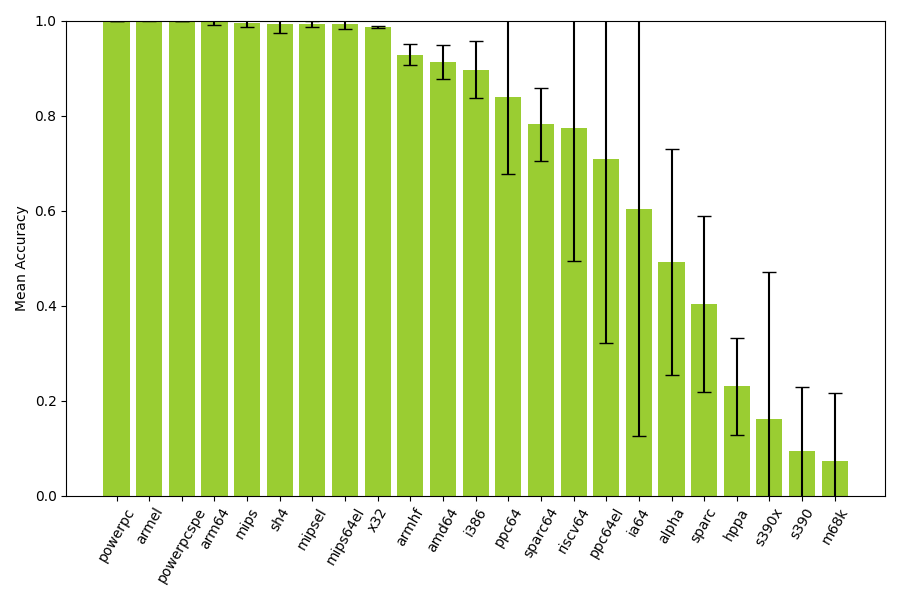 1.0
0.8
0.6
0.4
0.2
0.0
Mean Accuracy
powerpc
armel
powerpcspe
arm64
mips
sh4
mipsel
mips64el
x32
armhf
amd64
i386
ppc64
sparc64
riscv64
ppc64el
ia64
alpha
sparc
hppa
s390x
s390
m68k